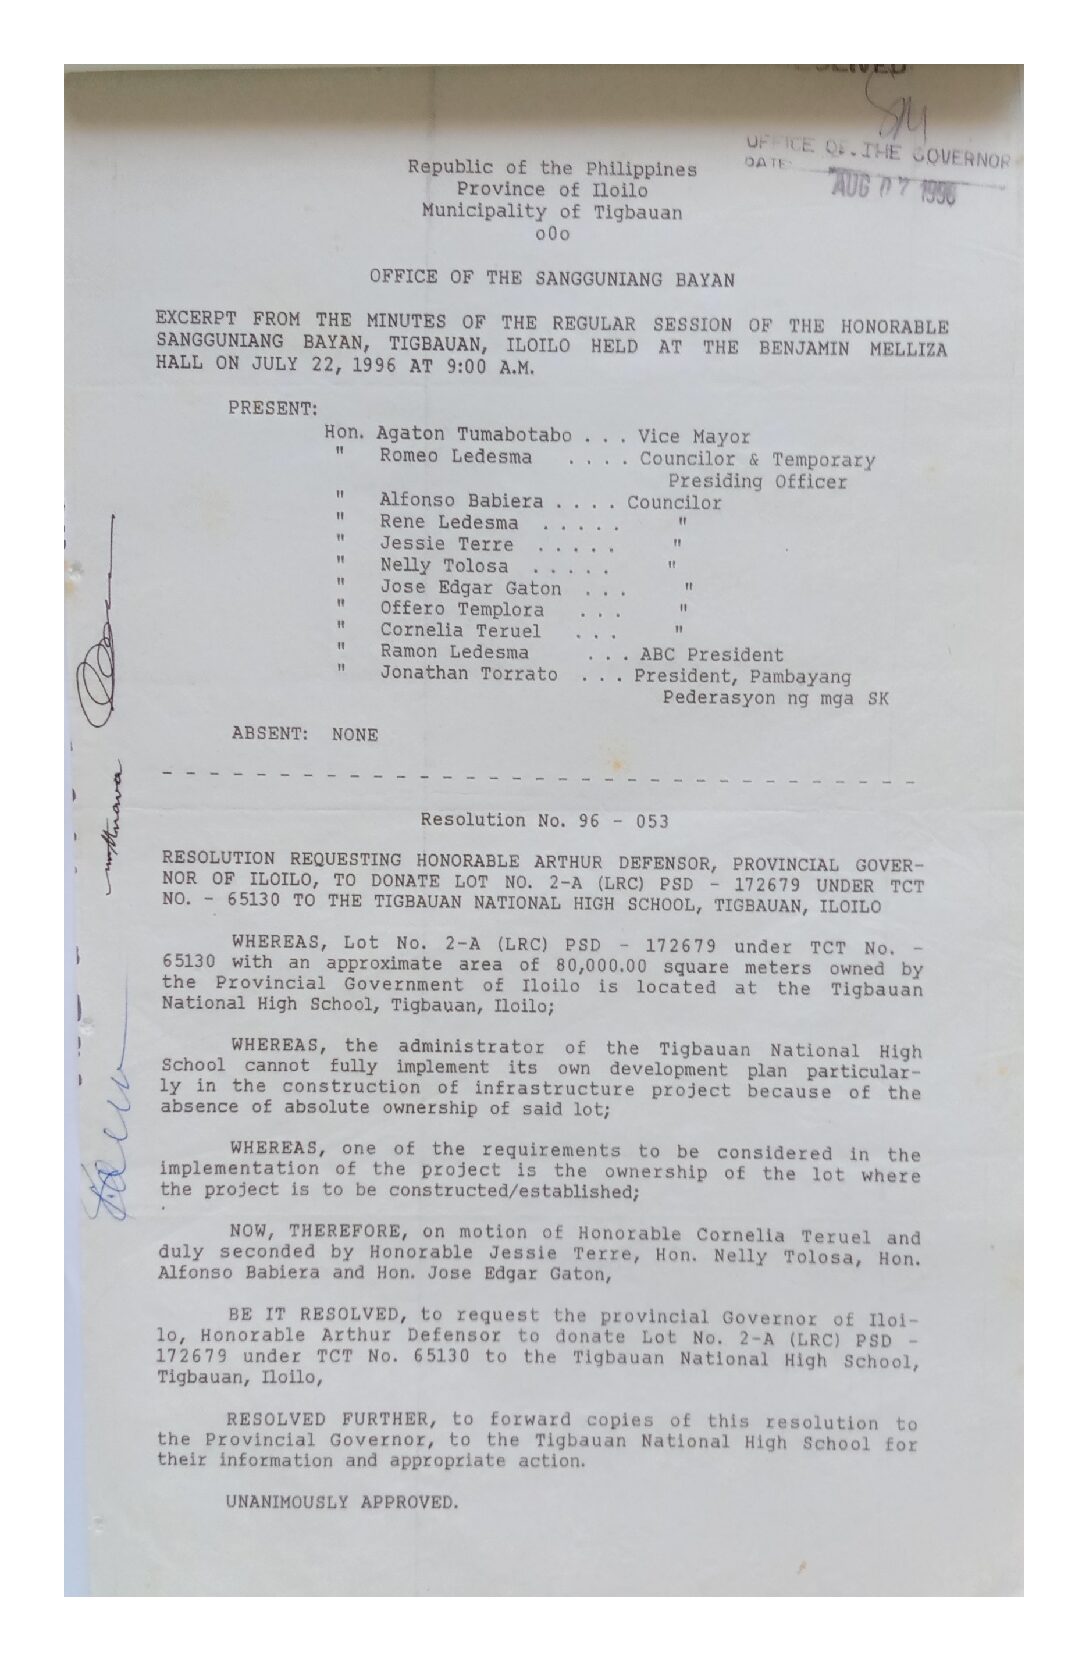 OFFICE OF THE GOVERNOR
DATE:
AUG 07 1996
Republic of the Philippines
Province of Iloilo
Municipality of Tigbauan
o0o
OFFICE OF THE SANGGUNIANG BAYAN
EXCERPT FROM THE MINUTES OF THE REGULAR SESSION OF THE HONORABLE
SANGGUNIANG BAYAN, TIGBAUAN, ILOILO HELD AT THE BENJAMIN MELLIZA
HALL ON JULY 22, 1996 AT 9:00 A.M.
PRESENT:
Hon. Agaton Tumabotabo . . . Vice Mayor
" Romeo Ledesma . . . . Councilor & Temporary
Presiding Officer
" Alfonso Babiera . . . . Councilor
" Rene Ledesma . . . . . "
" Jessie Terre . . . . . "
" Nelly Tolosa . . . . . "
" Jose Edgar Gaton . . . "
" Offero Templora . . . "
" Cornelia Teruel . . . "
" Ramon Ledesma . . . ABC President
" Jonathan Torrato . . . President, Pambayang
Pederasyon ng mga SK
ABSENT: NONE
- - - - - - - - - - - - - - - - - - - - - - - - - - - - - - - - -
Resolution No. 96 - 053
RESOLUTION REQUESTING HONORABLE ARTHUR DEFENSOR, PROVINCIAL GOVER-
NOR OF ILOILO, TO DONATE LOT NO. 2-A (LRC) PSD - 172679 UNDER TCT
NO. - 65130 TO THE TIGBAUAN NATIONAL HIGH SCHOOL, TIGBAUAN, ILOILO
WHEREAS, Lot No. 2-A (LRC) PSD - 172679 under TCT No. -
65130 with an approximate area of 80,000.00 square meters owned by
the Provincial Government of Iloilo is located at the Tigbauan
National High School, Tigbauan, Iloilo;
WHEREAS, the administrator of the Tigbauan National High
School cannot fully implement its own development plan particular-
ly in the construction of infrastructure project because of the
absence of absolute ownership of said lot;
WHEREAS, one of the requirements to be considered in the
implementation of the project is the ownership of the lot where
the project is to be constructed/established;
NOW, THEREFORE, on motion of Honorable Cornelia Teruel and
duly seconded by Honorable Jessie Terre, Hon. Nelly Tolosa, Hon.
Alfonso Babiera and Hon. Jose Edgar Gaton,
BE IT RESOLVED, to request the provincial Governor of Iloi-
lo, Honorable Arthur Defensor to donate Lot No. 2-A (LRC) PSD -
172679 under TCT No. 65130 to the Tigbauan National High School,
Tigbauan, Iloilo,
RESOLVED FURTHER, to forward copies of this resolution to
the Provincial Governor, to the Tigbauan National High School for
their information and appropriate action.
UNANIMOUSLY APPROVED.